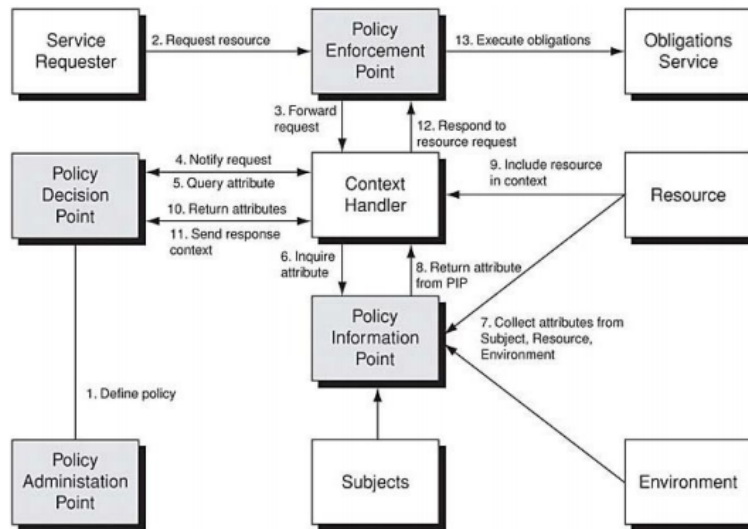 Service
Requester
2. Request resource
Policy
Enforcement
Point
13. Execute obligations
Obligations
Service
3. Forward
request
12. Respond to
resource request
Policy
Decision
Point
4. Notify request
5. Query attribute
10. Return attributes
11. Send response
context
Context
Handler
9. Include resource
in context
Resource
6. Inquire
attribute
8. Return attribute
from PIP
Policy
Information
Point
7. Collect attributes from
Subject, Resource,
Environment
1. Define policy
Policy
Administation
Point
Subjects
Environment